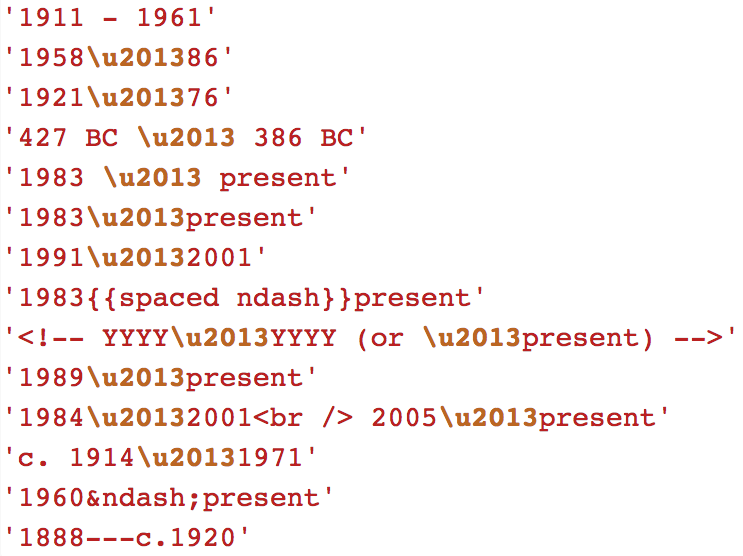 '1911 - 1961'
'1958\u201386'
'1921\u201376'
'427 BC \u2013 386 BC'
'1983 \u2013 present'
'1983\u2013present'
'1991\u20132001'
'1983{{spaced ndash}}present'
'<!-- YYYY\u2013YYYY (or \u2013present) -->'
'1989\u2013present'
'1984\u20132001<br /> 2005\u2013present'
'c. 1914\u20131971'
'1960&ndash;present'
'1888---c.1920'